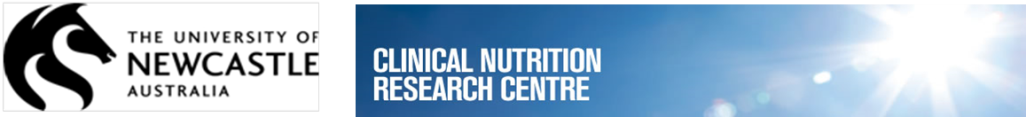 THE UNIVERSITY OF
NEWCASTLE
AUSTRALIA
CLINICAL NUTRITION
RESEARCH CENTRE